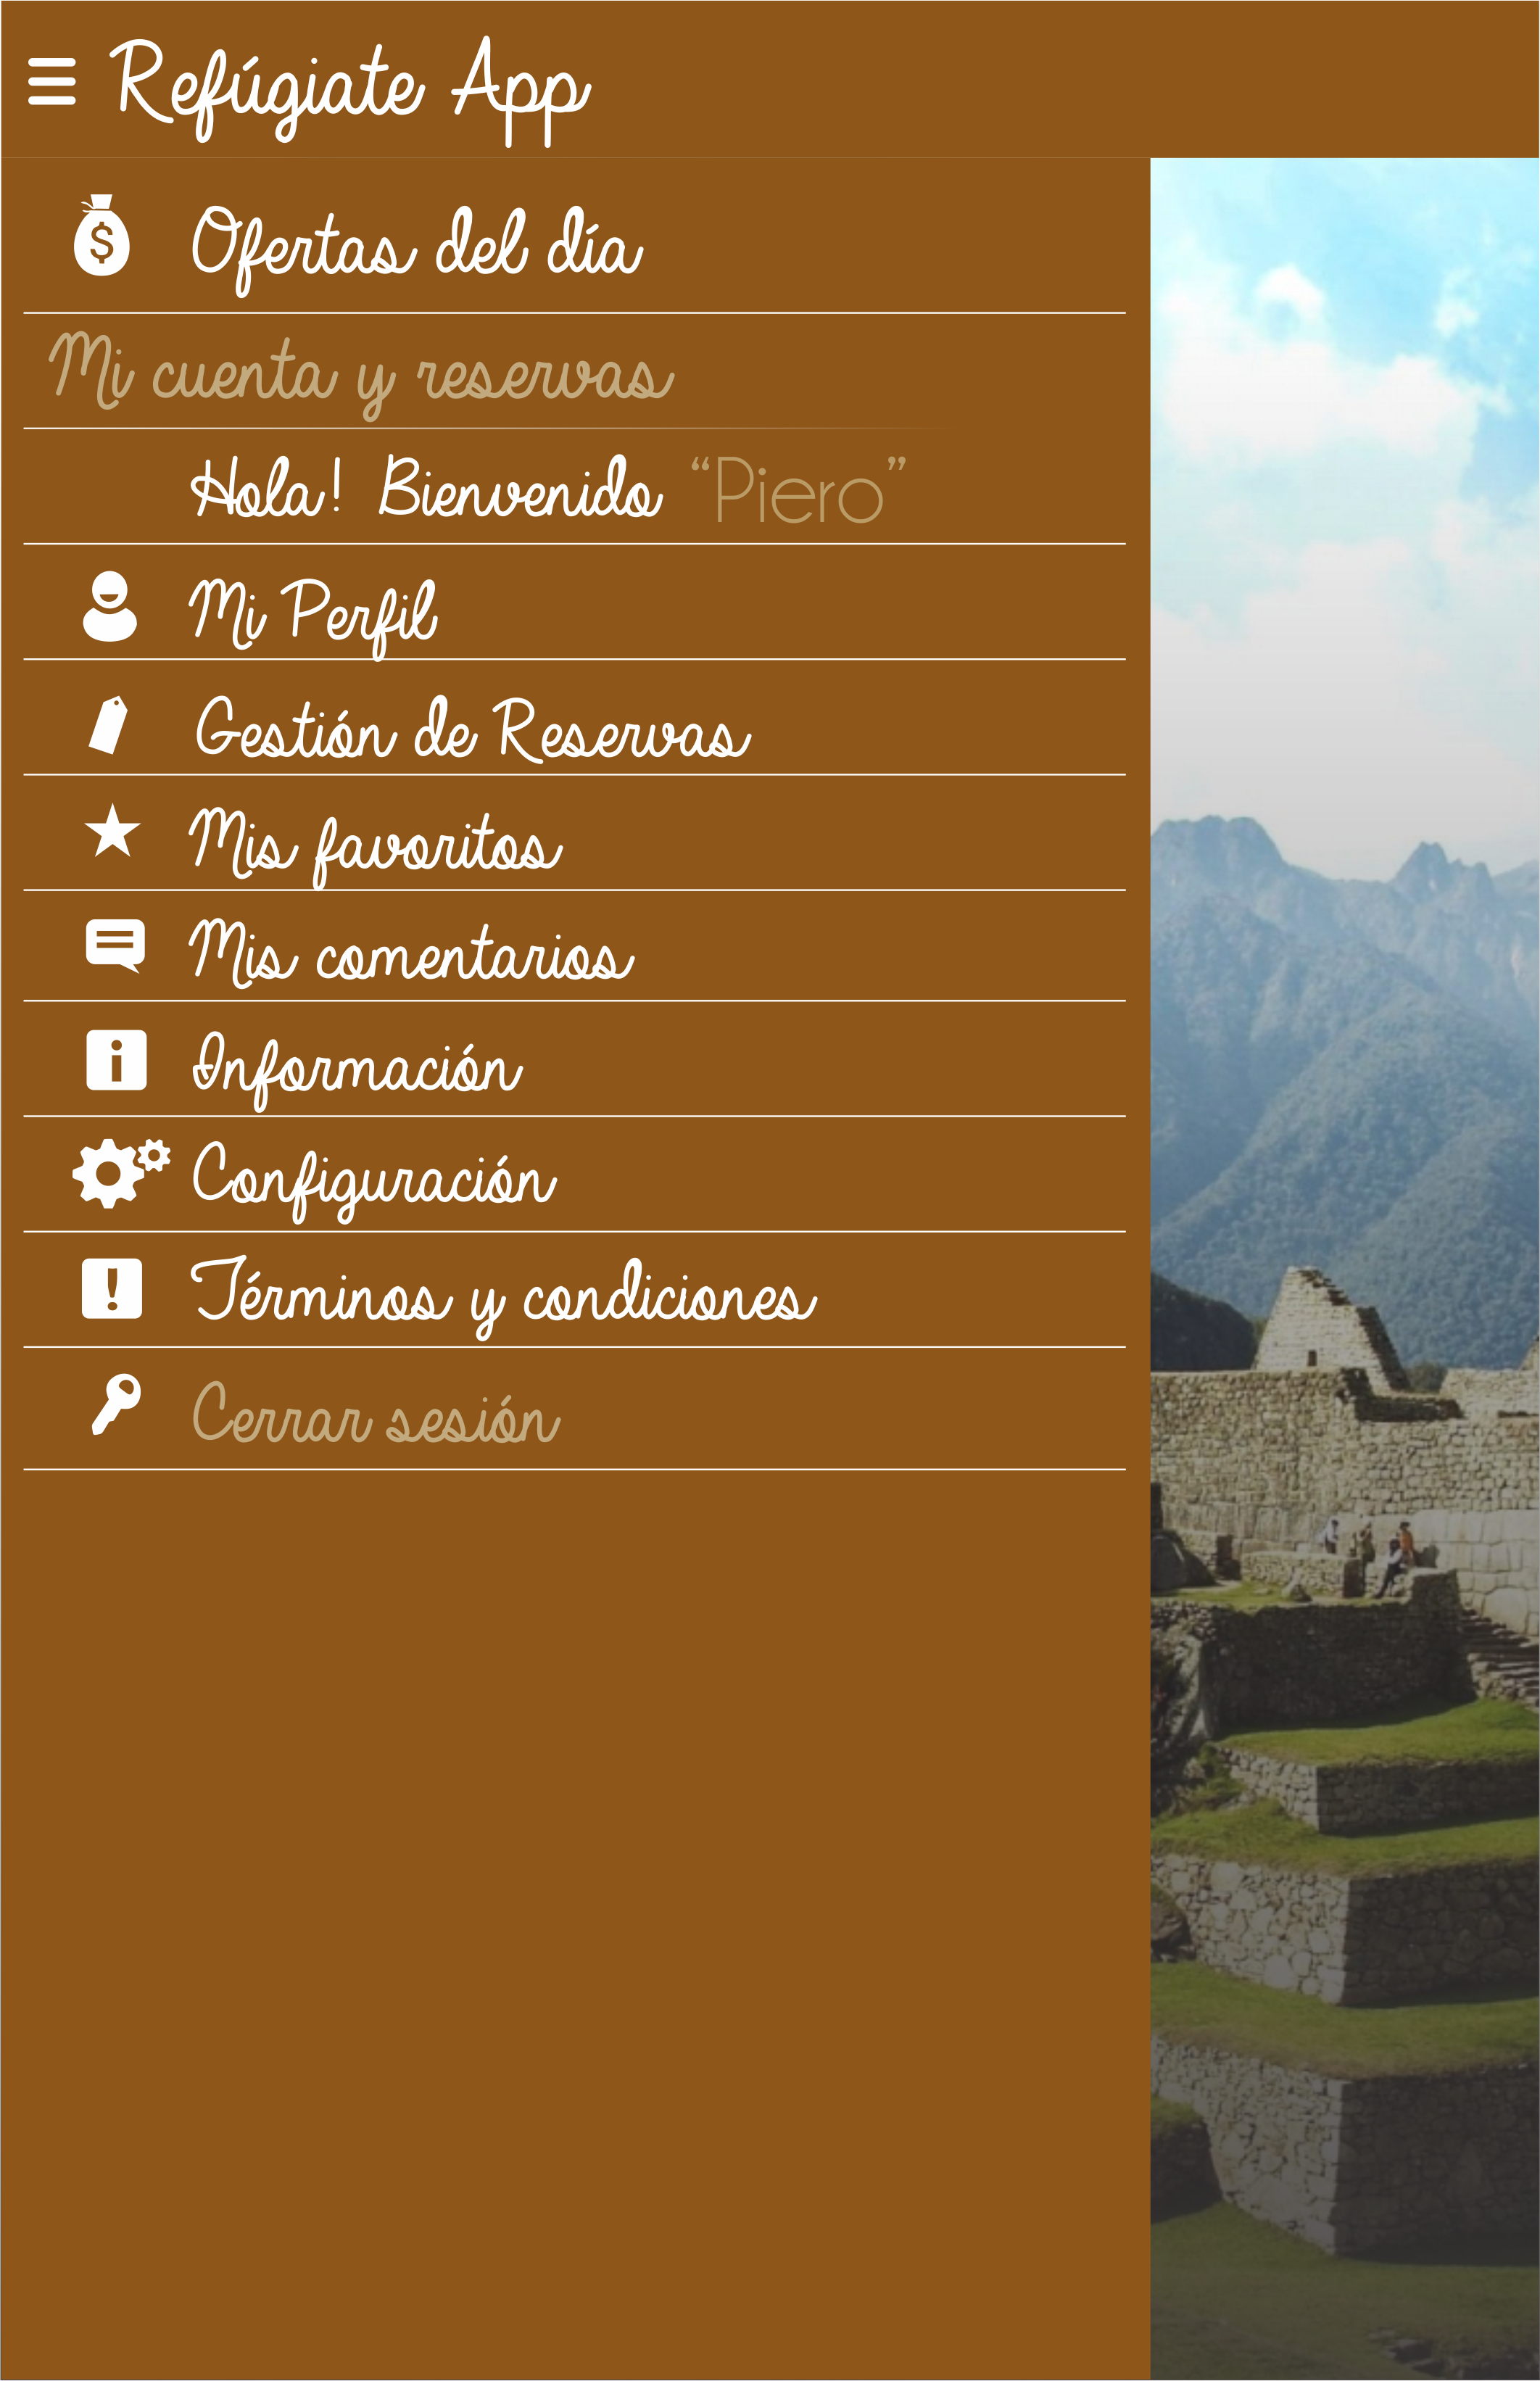 Refúgiate App
Ofertas del día
Mi cuenta y reservas
Hola! Bienvenido “Piero”
Mi Perfil
Gestión de Reservas
Mis favoritos
Mis comentarios
Información
Configuración
Términos y condiciones
Cerrar sesión